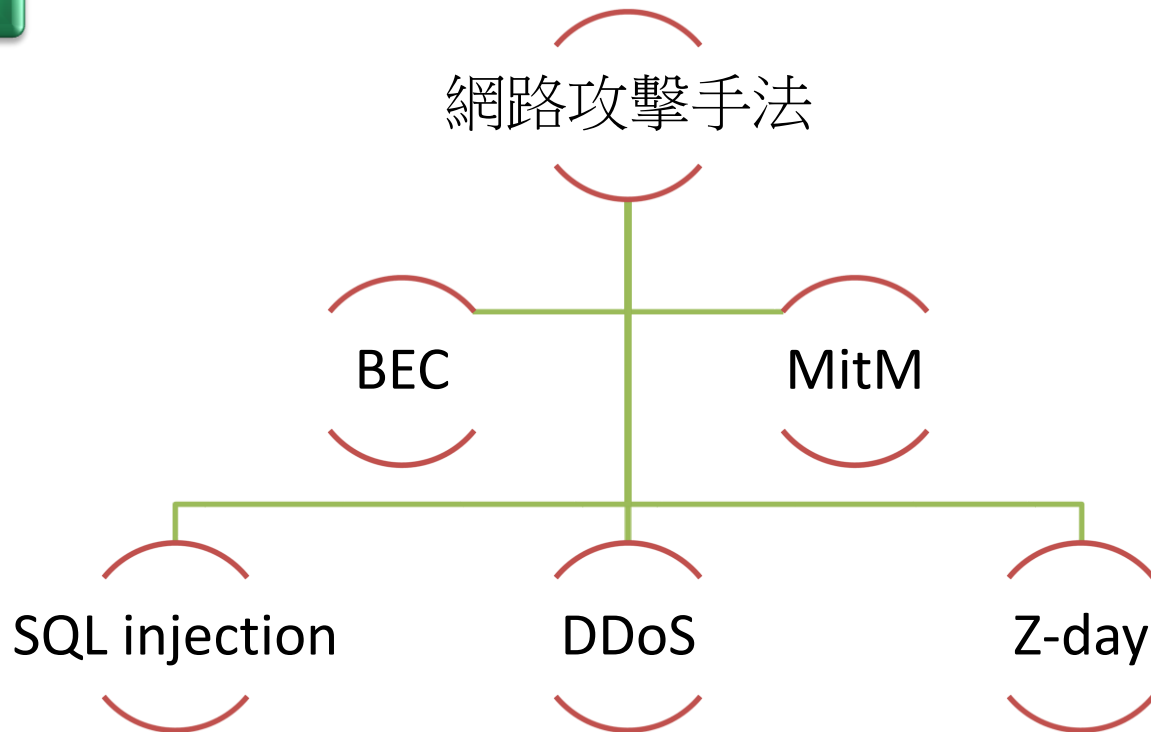 網路攻擊手法
BEC
MitM
SQL injection
DDoS
Z-day